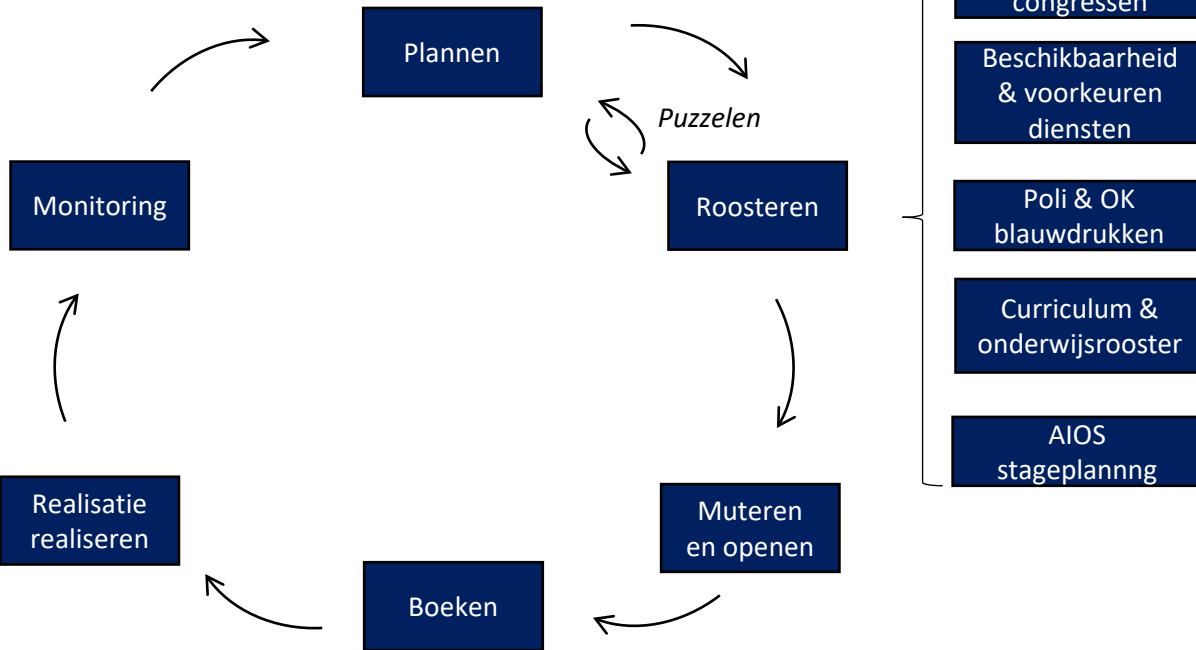 congressen
Plannen
Beschikbaarheid
& voorkeuren
diensten
Puzzelen
Monitoring
Roosteren
Poli & OK
blauwdrukken
Curriculum &
onderwijsrooster
AIOS
stageplannng
Realisatie
realiseren
Muteren
en openen
Boeken